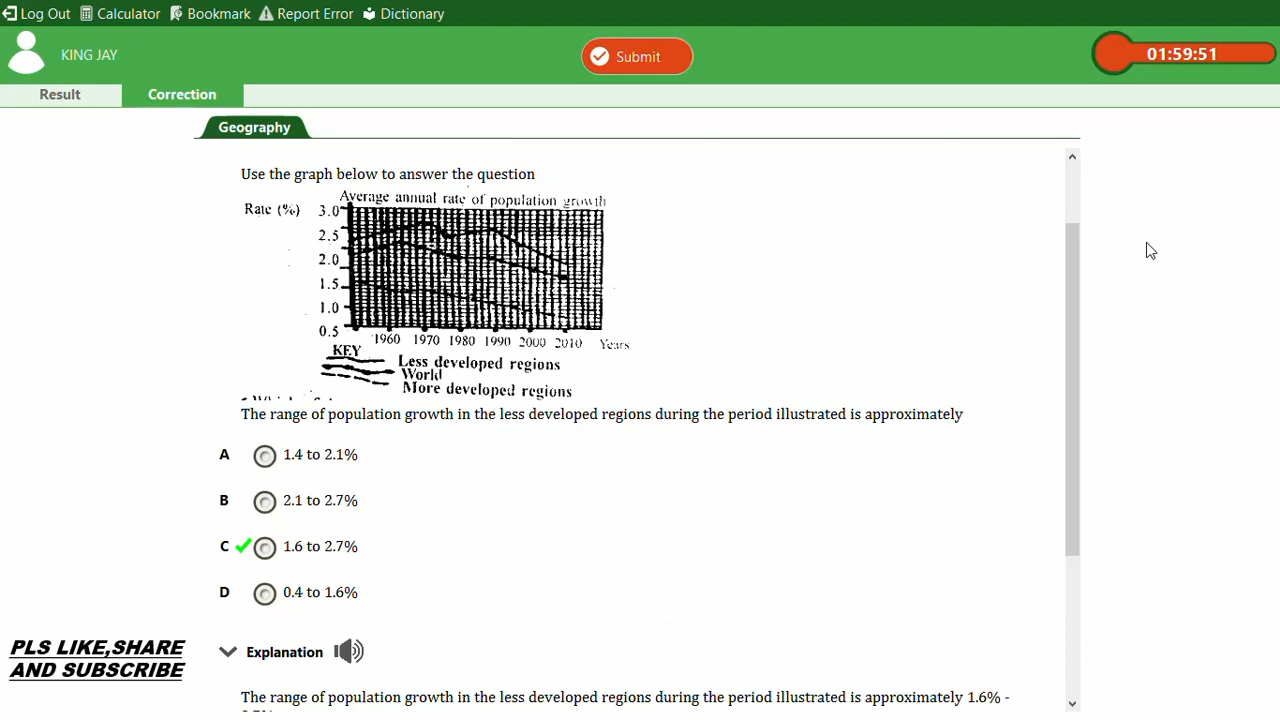 Log Out Calculator Bookmark Report Error Dictionary
KING JAY
Submit
01:59:51
Result Correction
Geography
Use the graph below to answer the question
Average annual rate of population growth
Rate (%)
3.0
2.5
2.0
1.5
1.0
0.5
1960 1970 1980 1990 2000 2010 Years
KEY
Less developed regions
World
More developed regions
The range of population growth in the less developed regions during the period illustrated is approximately
A 1.4 to 2.1%
B 2.1 to 2.7%
C 1.6 to 2.7%
D 0.4 to 1.6%
PLS LIKE,SHARE
AND SUBSCRIBE
Explanation
The range of population growth in the less developed regions during the period illustrated is approximately 1.6% -